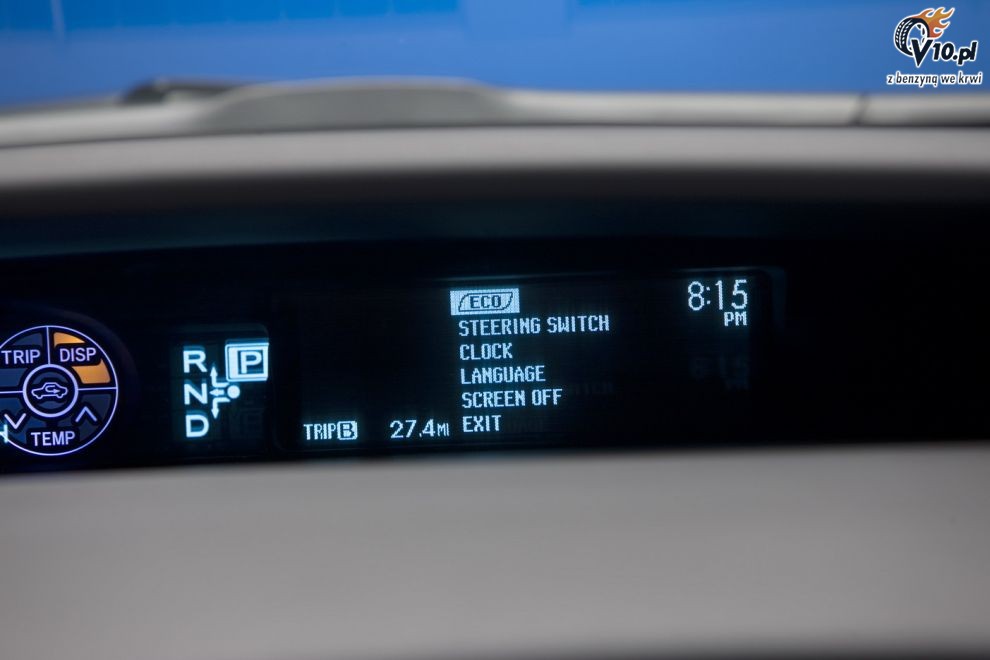 V10.pl
z benzyną we krwi
ECO
8:15
PM
STEERING SWITCH
CLOCK
LANGUAGE
SCREEN OFF
EXIT
TRIP B 27.4 MI
TRIP
DISP
TEMP
R
P
N
D